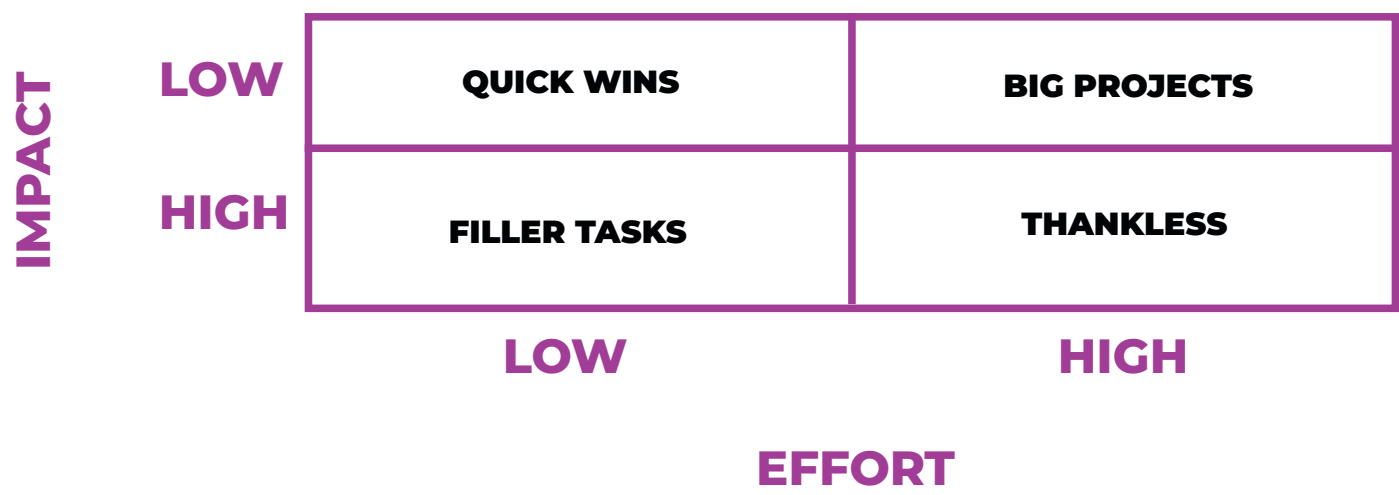 IMPACT
LOW
QUICK WINS
BIG PROJECTS
HIGH
FILLER TASKS
THANKLESS
LOW
HIGH
EFFORT